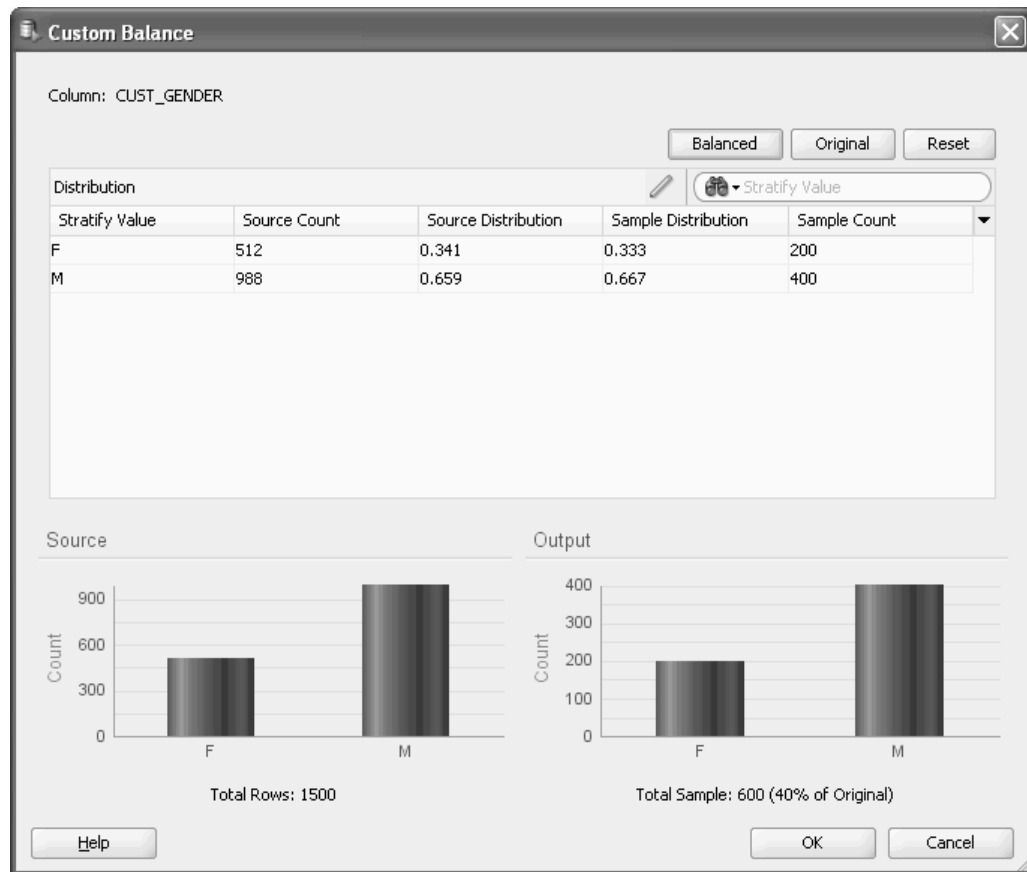 Custom Balance
Column: CUST_GENDER
Balanced Original Reset
Distribution Stratify Value
Stratify Value Source Count Source Distribution Sample Distribution Sample Count
F 512 0.341 0.333 200
M 988 0.659 0.667 400
Source
Count
900
600
300
0
F M
Total Rows: 1500
Output
Count
400
300
200
100
0
F M
Total Sample: 600 (40% of Original)
Help OK Cancel